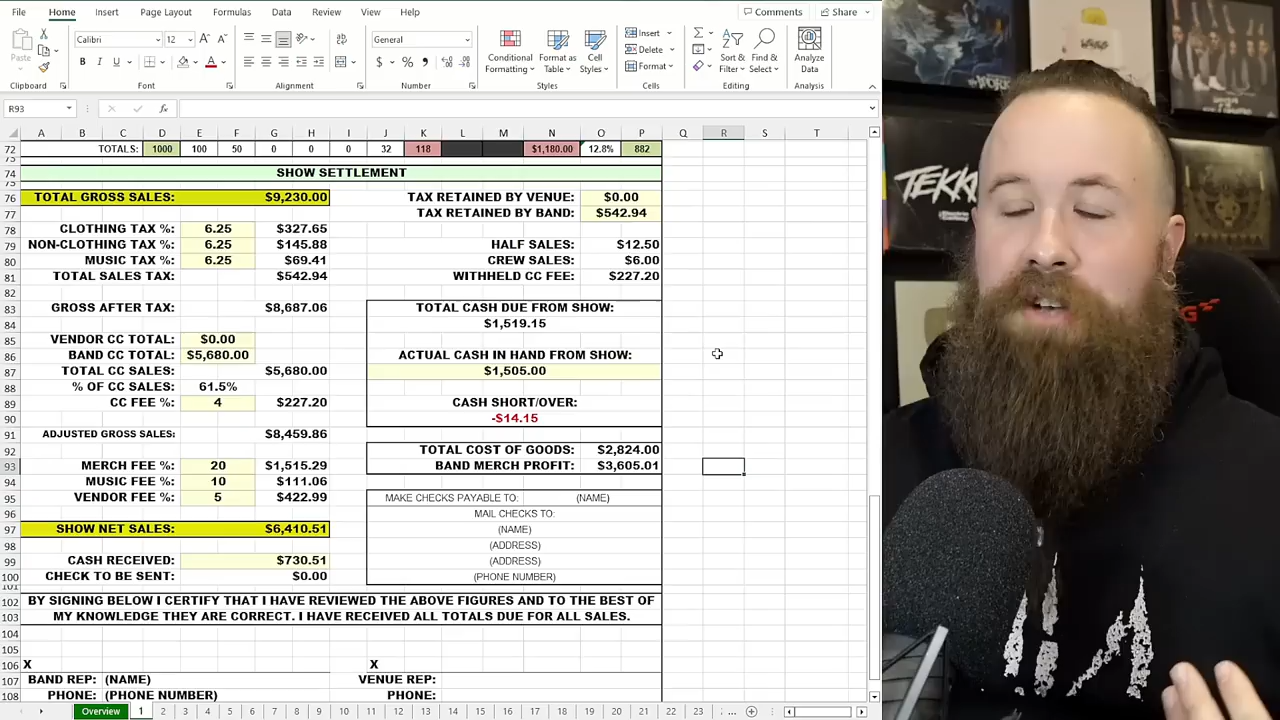 File Home Insert Page Layout Formulas Data Review View Help Comments Share
Calibri 12 General Insert
Paste Conditional Formatting Format as Table Cell Styles Delete Sort & Filter Find & Select Analyze Data
B I U Format
Font Alignment Number Styles Cells Editing Analysis
R93 fx
A B C D E F G H I J K L M N O P Q R S T
72 TOTALS: 1000 100 50 0 0 0 32 118 $1,180.00 12.8% 882
73
74 SHOW SETTLEMENT
75
76 TOTAL GROSS SALES: $9,230.00 TAX RETAINED BY VENUE: $0.00
77 TAX RETAINED BY BAND: $542.94
78 CLOTHING TAX %: 6.25 $327.65
79 NON-CLOTHING TAX %: 6.25 $145.88 HALF SALES: $12.50
80 MUSIC TAX %: 6.25 $69.41 CREW SALES: $6.00
81 TOTAL SALES TAX: $542.94 WITHHELD CC FEE: $227.20
82
83 GROSS AFTER TAX: $8,687.06 TOTAL CASH DUE FROM SHOW:
84 $1,519.15
85 VENDOR CC TOTAL: $0.00
86 BAND CC TOTAL: $5,680.00 ACTUAL CASH IN HAND FROM SHOW:
87 TOTAL CC SALES: $5,680.00 $1,505.00
88 % OF CC SALES: 61.5%
89 CC FEE %: 4 $227.20 CASH SHORT/OVER:
90 -$14.15
91 ADJUSTED GROSS SALES: $8,459.86
92 TOTAL COST OF GOODS: $2,824.00
93 MERCH FEE %: 20 $1,515.29 BAND MERCH PROFIT: $3,605.01
94 MUSIC FEE %: 10 $111.06
95 VENDOR FEE %: 5 $422.99 MAKE CHECKS PAYABLE TO: (NAME)
96 MAIL CHECKS TO:
97 SHOW NET SALES: $6,410.51 (NAME)
98 (ADDRESS)
99 CASH RECEIVED: $730.51 (ADDRESS)
100 CHECK TO BE SENT: $0.00 (PHONE NUMBER)
101
102 BY SIGNING BELOW I CERTIFY THAT I HAVE REVIEWED THE ABOVE FIGURES AND TO THE BEST OF
103 MY KNOWLEDGE THEY ARE CORRECT. I HAVE RECEIVED ALL TOTALS DUE FOR ALL SALES.
104
105
106 X X
107 BAND REP: (NAME) VENUE REP:
108 PHONE: (PHONE NUMBER) PHONE:
Overview 1 2 3 4 5 6 7 8 9 10 11 12 13 14 15 16 17 18 19 20 21 22 23 ...